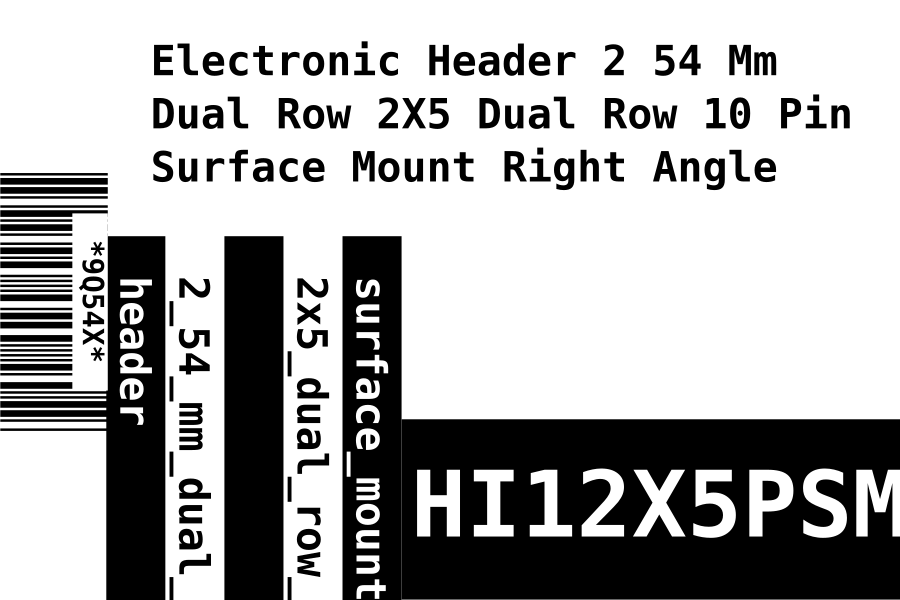 Electronic Header 2 54 Mm
Dual Row 2X5 Dual Row 10 Pin
Surface Mount Right Angle
*9Q54X*
header
2_54_mm_dual_
2x5_dual_row_
surface_mount
HI12X5PSM